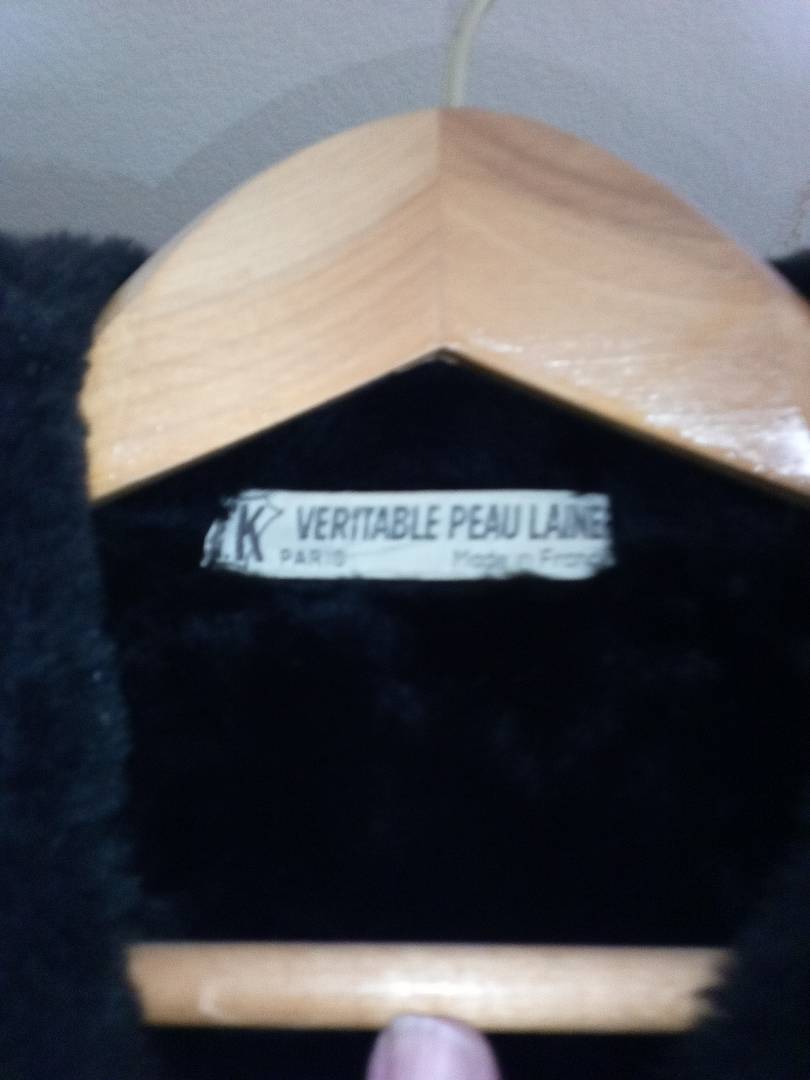 K VERITABLE PEAU LAINE
PARIS Made in France